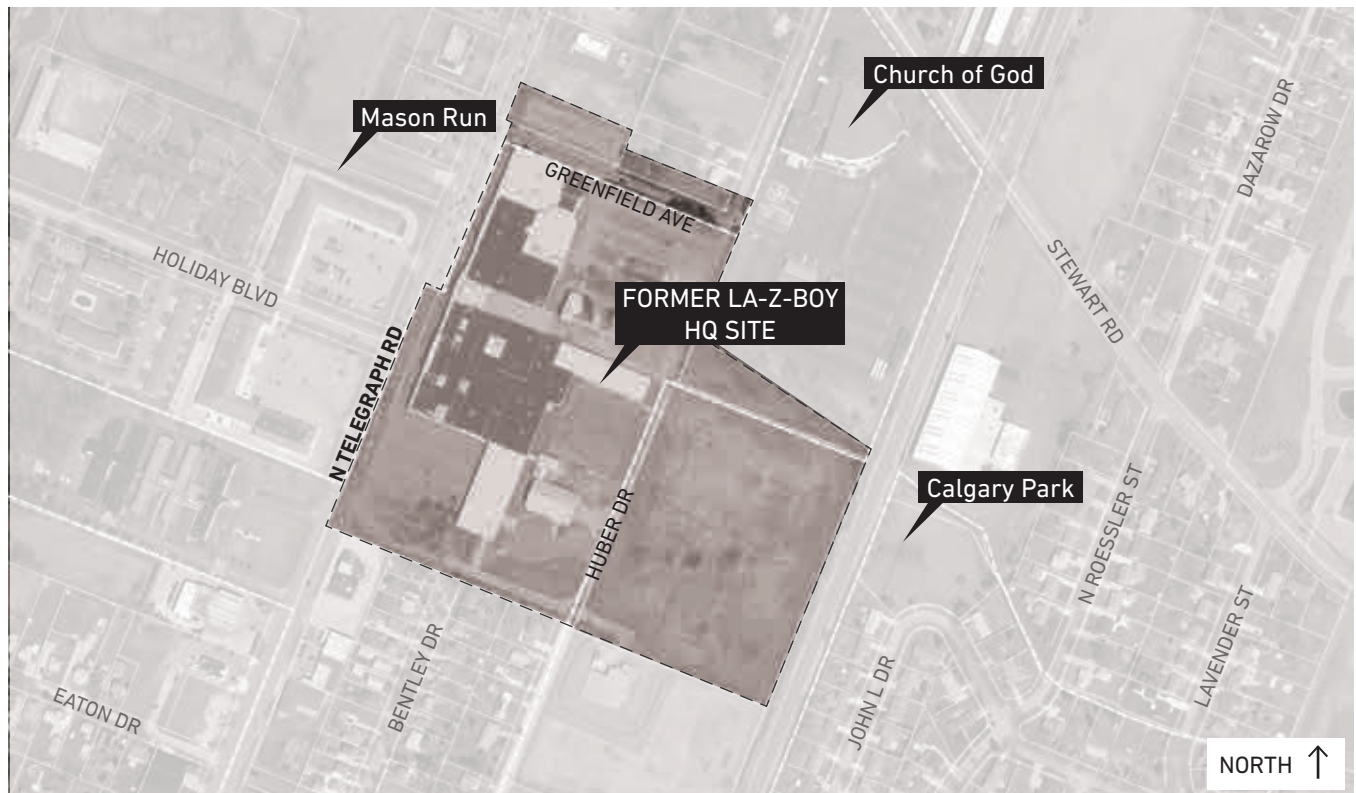 Church of God
Mason Run
DAZAROW DR
GREENFIELD AVE
HOLIDAY BLVD
STEWART RD
FORMER LA-Z-BOY
HQ SITE
N TELEGRAPH RD
Calgary Park
N ROESSLER ST
HUBER DR
LAVENDER ST
BENTLEY DR
JOHN L DR
EATON DR
NORTH